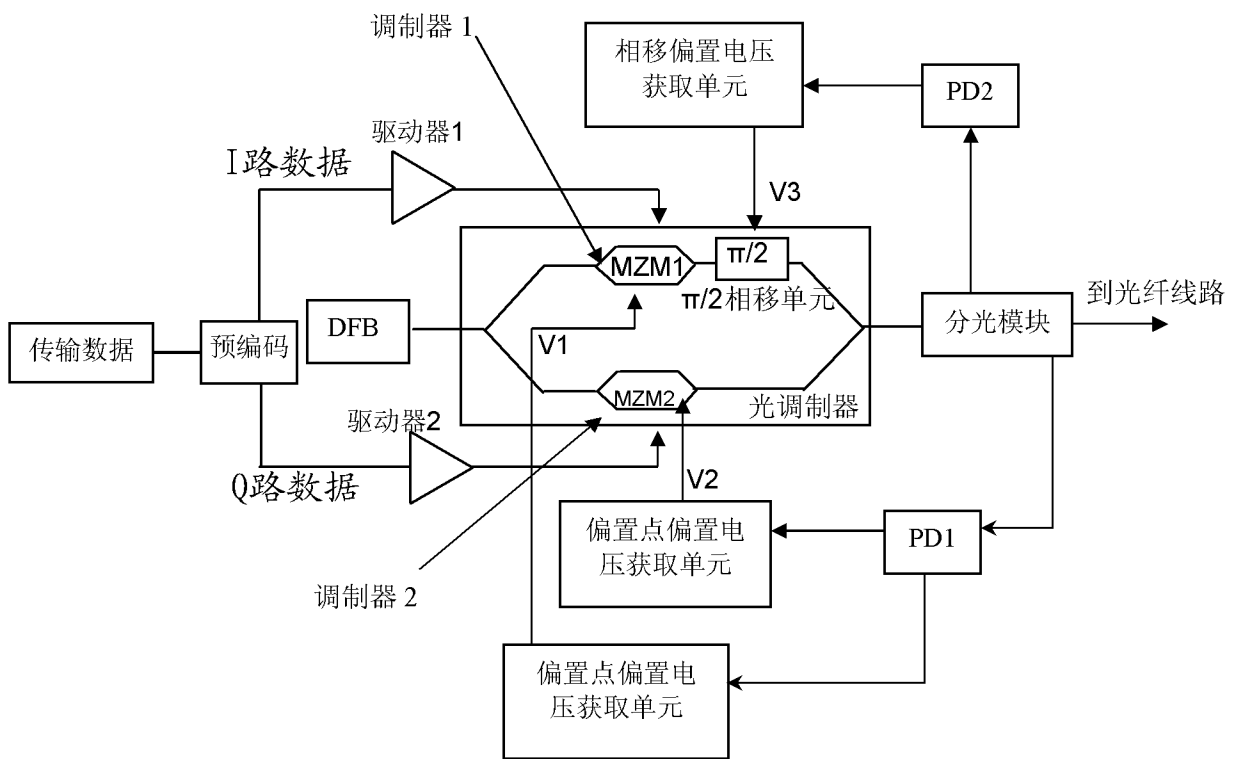 调制器 1
相移偏置电压
获取单元
PD2
驱动器1
I路数据
V3
MZM1
π/2
π/2相移单元
到光纤线路
传输数据
预编码
DFB
V1
分光模块
MZM2
光调制器
驱动器2
Q路数据
V2
偏置点偏置电
压获取单元
PD1
调制器 2
偏置点偏置电
压获取单元